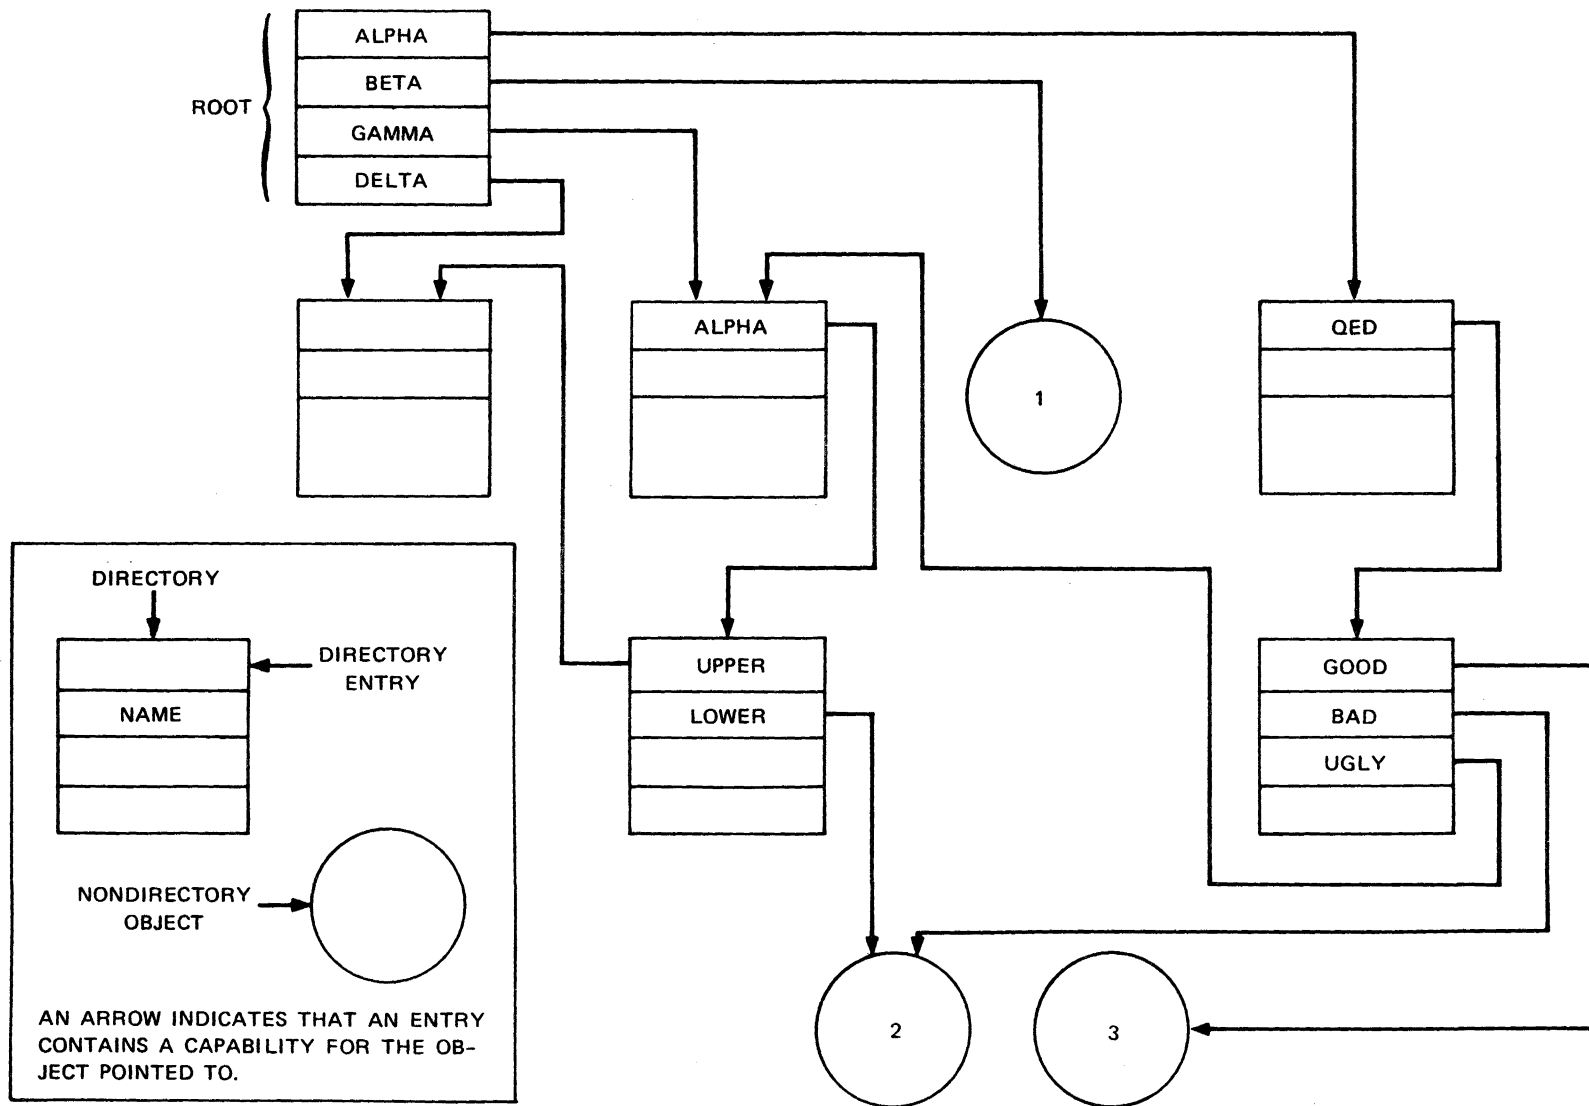 ALPHA
BETA
ROOT
GAMMA
DELTA
ALPHA
QED
1
DIRECTORY
DIRECTORY
ENTRY
NAME
UPPER
LOWER
GOOD
BAD
UGLY
NONDIRECTORY
OBJECT
AN ARROW INDICATES THAT AN ENTRY
CONTAINS A CAPABILITY FOR THE OB-
JECT POINTED TO.
2
3